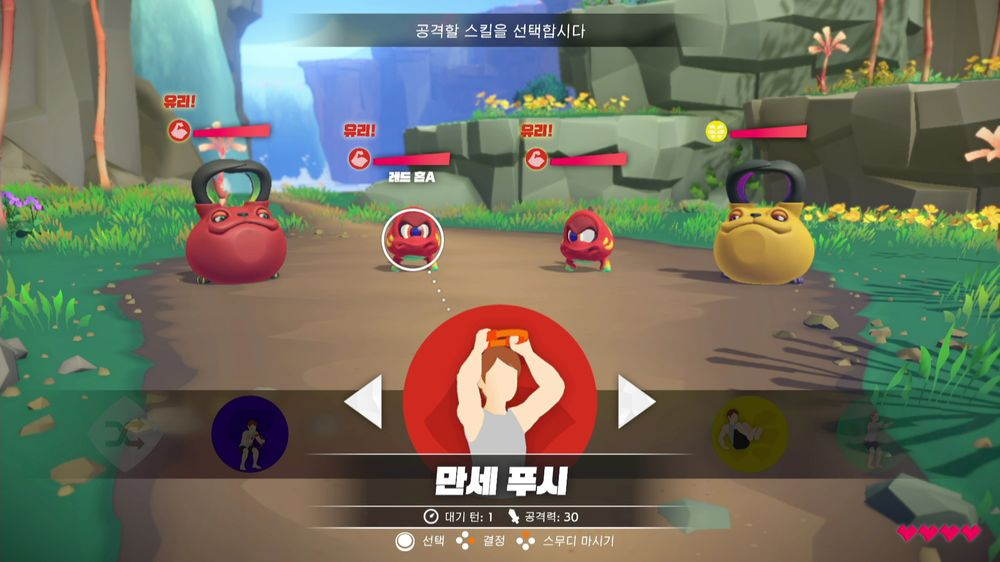 공격할 스킬을 선택합시다
유리!
유리!
유리!
레드 홉A
만세 푸시
대기 턴: 1 공격력: 30
선택 결정 스무디 마시기